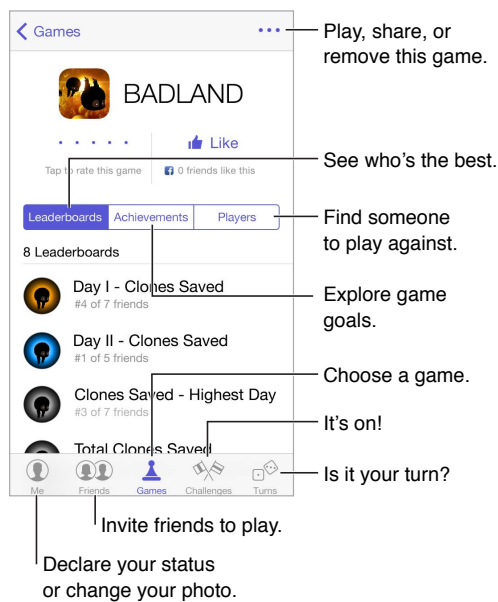 Games
Play, share, or
remove this game.
BADLAND
Like
Tap to rate this game
0 friends like this
See who's the best.
Leaderboards Achievements Players
Find someone
to play against.
8 Leaderboards
Day I - Clones Saved
#4 of 7 friends
Explore game
goals.
Day II - Clones Saved
#1 of 5 friends
Choose a game.
Clones Saved - Highest Day
#3 of 7 friends
It's on!
Total Clones Saved
Is it your turn?
Me Friends Games Challenges Turns
Invite friends to play.
Declare your status
or change your photo.